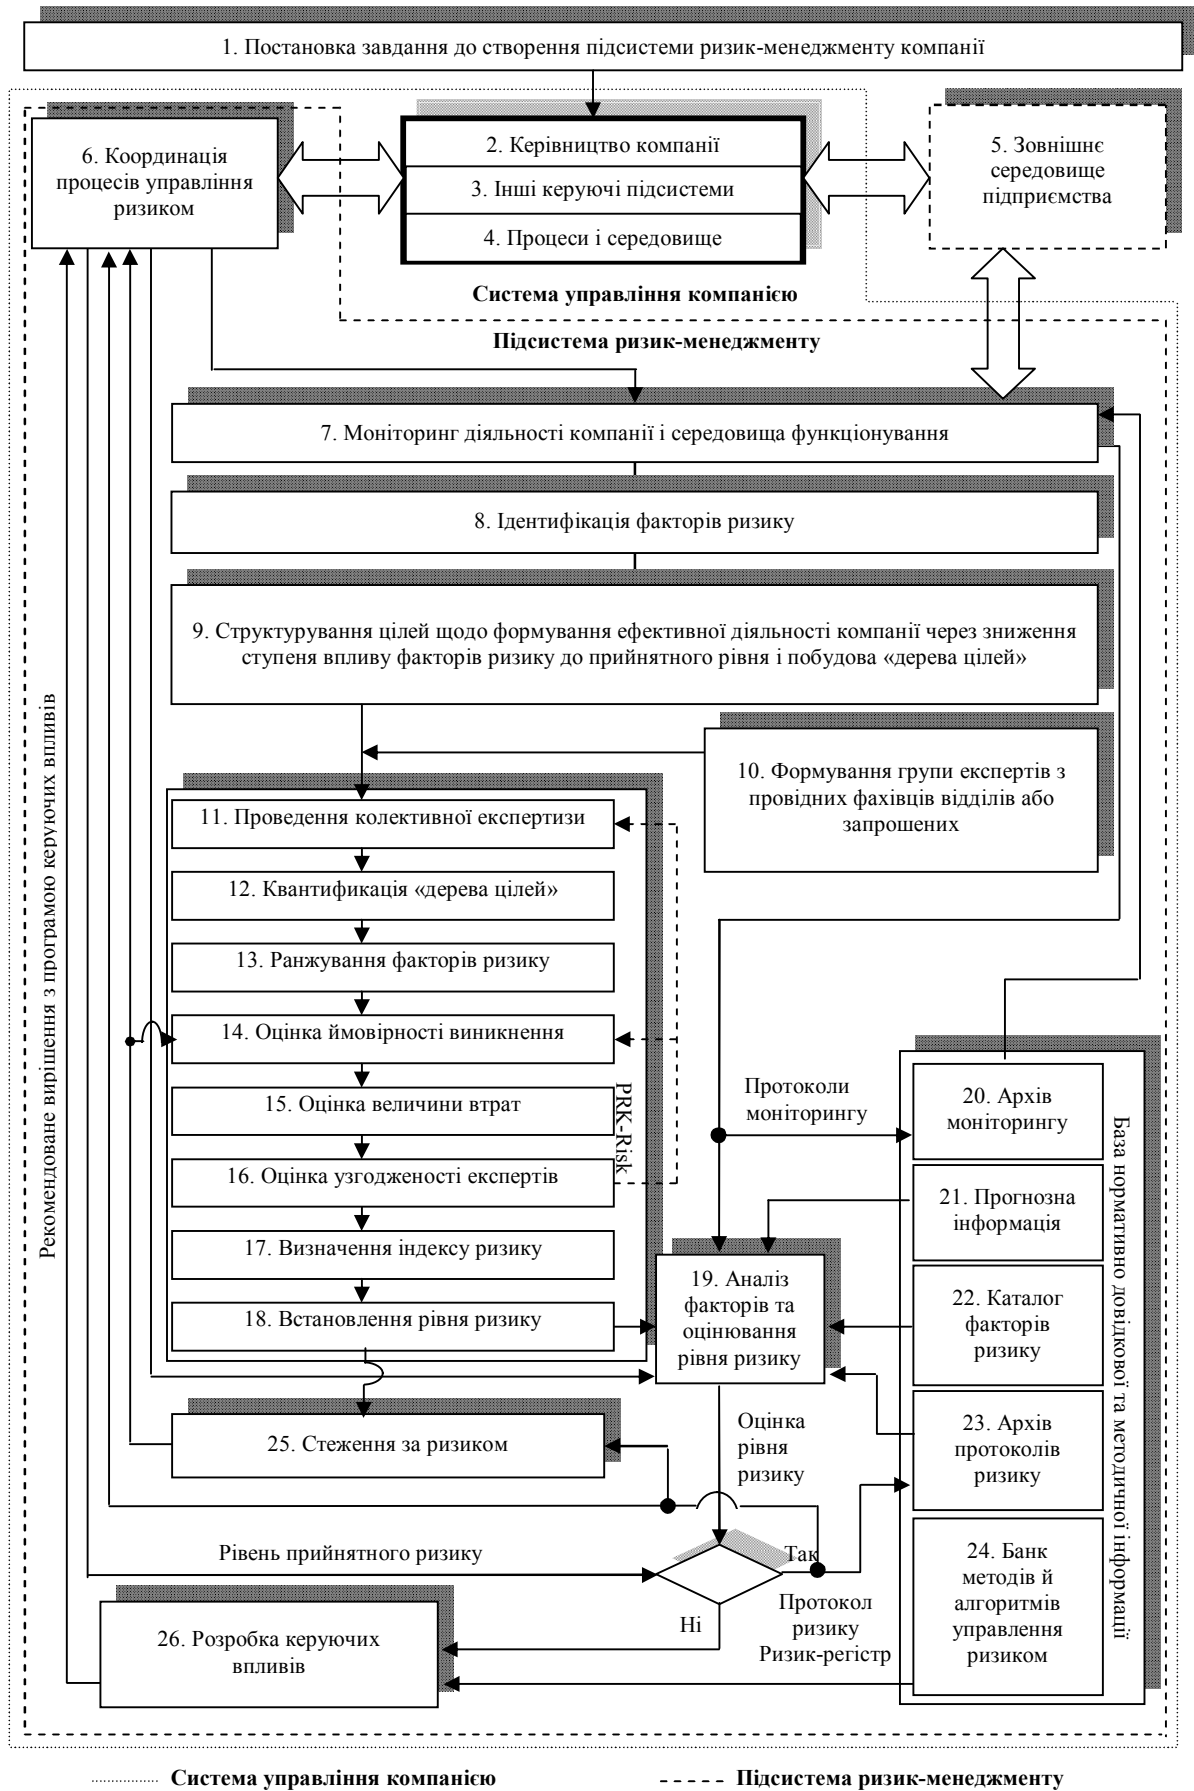 1. Постановка завдання до створення підсистеми ризик-менеджменту компанії
6. Координація
процесів управління
ризиком
2. Керівництво компанії
3. Інші керуючі підсистеми
4. Процеси і середовище
5. Зовнішнє
середовище
підприємства
Система управління компанією
Підсистема ризик-менеджменту
7. Моніторинг діяльності компанії і середовища функціонування
8. Ідентифікація факторів ризику
9. Структурування цілей щодо формування ефективної діяльності компанії через зниження
ступеня впливу факторів ризику до прийнятного рівня і побудова «дерева цілей»
10. Формування групи експертів з
провідних фахівців відділів або
запрошених
Рекомендоване вирішення з програмою керуючих впливів
11. Проведення колективної експертизи
12. Квантификація «дерева цілей»
13. Ранжування факторів ризику
14. Оцінка ймовірності виникнення
15. Оцінка величини втрат
16. Оцінка узгодженості експертів
17. Визначення індексу ризику
18. Встановлення рівня ризику
PRK-Risk
Протоколи
моніторингу
19. Аналіз
факторів та
оцінювання
рівня ризику
20. Архів
моніторингу
21. Прогнозна
інформація
22. Каталог
факторів
ризику
23. Архів
протоколів
ризику
24. Банк
методів й
алгоритмів
управлення
ризиком
База нормативно довідкової та методичної інформації
25. Стеження за ризиком
Оцінка
рівня
ризику
Рівень прийнятного ризику
Так
Ні
Протокол
ризику
Ризик-регістр
26. Розробка керуючих
впливів
Система управління компанією
Підсистема ризик-менеджменту